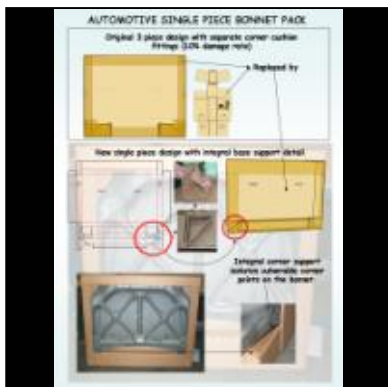 AUTOMOTIVE SINGLE PIECE BONNET PACK
Original 3 piece design with separate corner cushion
fittings (10% damage rate)
Replaced by
x2
New single piece design with integral base support detail
Integral corner support
isolates vulnerable corner
points on the bonnet